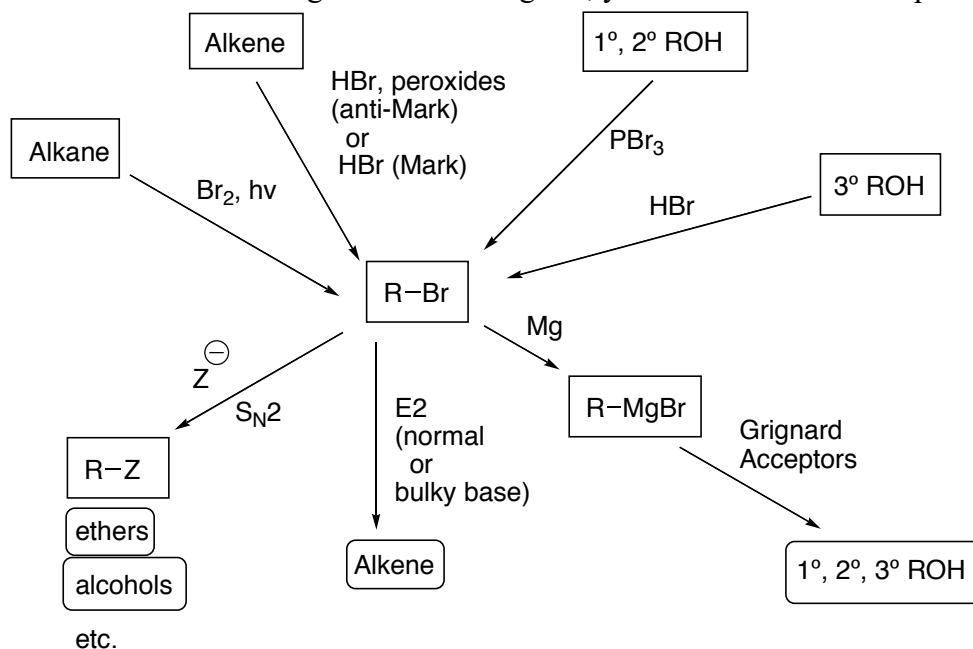 Alkene
1º, 2º ROH
HBr, peroxides
(anti-Mark)
or
HBr (Mark)
PBr3
Alkane
Br2, hv
3º ROH
HBr
R–Br
Mg
Z
SN2
E2
(normal
or
bulky base)
R–MgBr
Grignard
Acceptors
R–Z
ethers
alcohols
etc.
Alkene
1º, 2º, 3º ROH